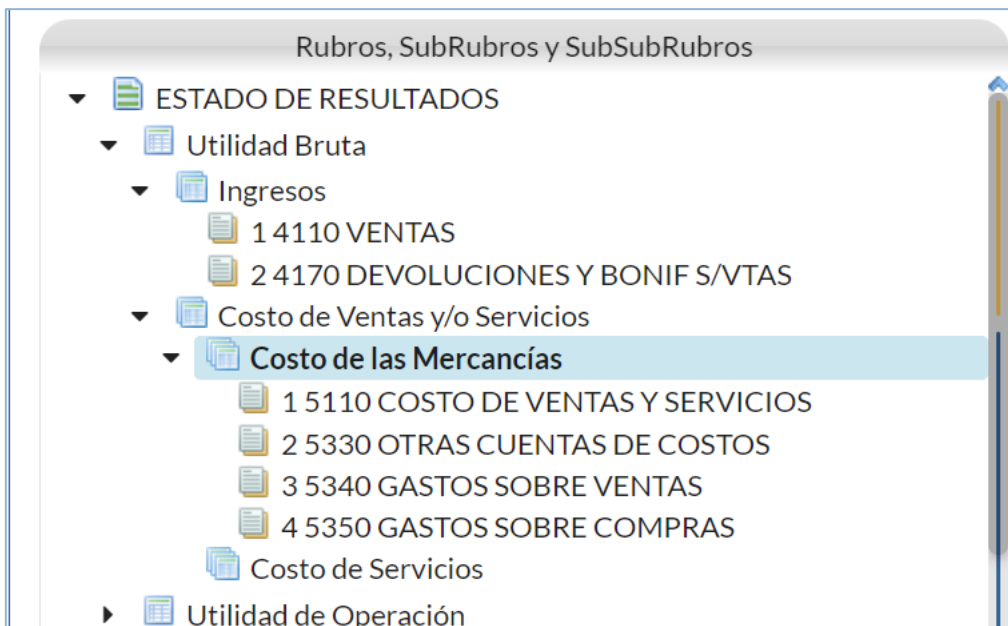 Rubros, SubRubros y SubSubRubros
ESTADO DE RESULTADOS
Utilidad Bruta
Ingresos
1 4110 VENTAS
2 4170 DEVOLUCIONES Y BONIF S/VTAS
Costo de Ventas y/o Servicios
Costo de las Mercancías
1 5110 COSTO DE VENTAS Y SERVICIOS
2 5330 OTRAS CUENTAS DE COSTOS
3 5340 GASTOS SOBRE VENTAS
4 5350 GASTOS SOBRE COMPRAS
Costo de Servicios
Utilidad de Operación